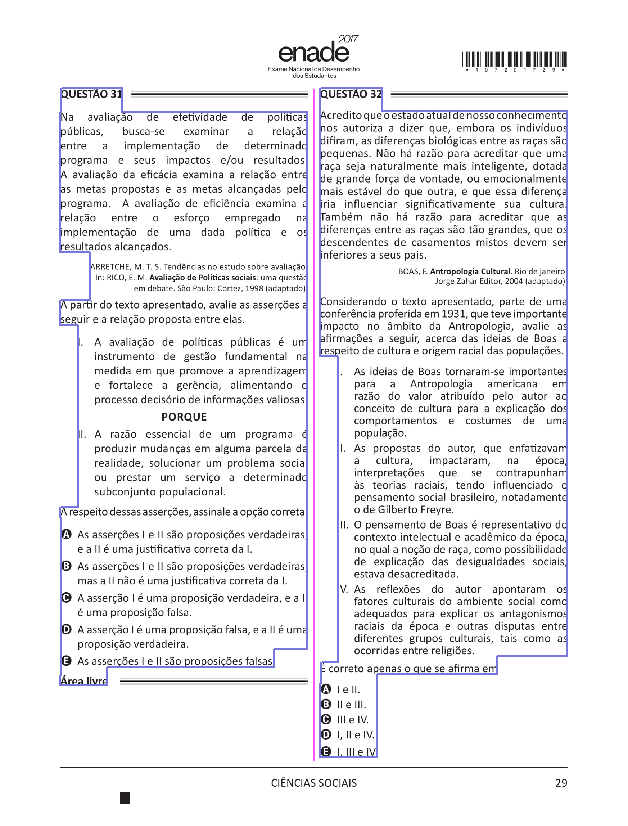 enade 2017
Exame Nacional de Desempenho
dos Estudantes
*R0720172 9*
QUESTÃO 31
Na avaliação de efetividade de políticas
públicas, busca-se examinar a relação
entre a implementação de determinado
programa e seus impactos e/ou resultados.
A avaliação da eficácia examina a relação entre
as metas propostas e as metas alcançadas pelo
programa. A avaliação de eficiência examina a
relação entre o esforço empregado na
implementação de uma dada política e os
resultados alcançados.
ARRETCHE, M. T. S. Tendências no estudo sobre avaliação.
In: RICO, E. M. Avaliação de Políticas sociais: uma questão
em debate. São Paulo: Cortez, 1998 (adaptado).
A partir do texto apresentado, avalie as asserções a
seguir e a relação proposta entre elas.
I. A avaliação de políticas públicas é um
instrumento de gestão fundamental na
medida em que promove a aprendizagem
e fortalece a gerência, alimentando o
processo decisório de informações valiosas.
PORQUE
II. A razão essencial de um programa é
produzir mudanças em alguma parcela da
realidade, solucionar um problema social
ou prestar um serviço a determinado
subconjunto populacional.
A respeito dessas asserções, assinale a opção correta.
A As asserções I e II são proposições verdadeiras,
e a II é uma justificativa correta da I.
B As asserções I e II são proposições verdadeiras,
mas a II não é uma justificativa correta da I.
C A asserção I é uma proposição verdadeira, e a II
é uma proposição falsa.
D A asserção I é uma proposição falsa, e a II é uma
proposição verdadeira.
E As asserções I e II são proposições falsas.
Área livre
QUESTÃO 32
Acredito que o estado atual de nosso conhecimento
nos autoriza a dizer que, embora os indivíduos
difiram, as diferenças biológicas entre as raças são
pequenas. Não há razão para acreditar que uma
raça seja naturalmente mais inteligente, dotada
de grande força de vontade, ou emocionalmente
mais estável do que outra, e que essa diferença
iria influenciar significativamente sua cultura.
Também não há razão para acreditar que as
diferenças entre as raças são tão grandes, que os
descendentes de casamentos mistos devem ser
inferiores a seus pais.
BOAS, F. Antropologia Cultural. Rio de janeiro:
Jorge Zahar Editor, 2004 (adaptado).
Considerando o texto apresentado, parte de uma
conferência proferida em 1931, que teve importante
impacto no âmbito da Antropologia, avalie as
afirmações a seguir, acerca das ideias de Boas a
respeito de cultura e origem racial das populações.
I. As ideias de Boas tornaram-se importantes
para a Antropologia americana em
razão do valor atribuído pelo autor ao
conceito de cultura para a explicação dos
comportamentos e costumes de uma
população.
II. As propostas do autor, que enfatizavam
a cultura, impactaram, na época,
interpretações que se contrapunham
às teorias raciais, tendo influenciado o
pensamento social brasileiro, notadamente
o de Gilberto Freyre.
III. O pensamento de Boas é representativo do
contexto intelectual e acadêmico da época,
no qual a noção de raça, como possibilidade
de explicação das desigualdades sociais,
estava desacreditada.
IV. As reflexões do autor apontaram os
fatores culturais do ambiente social como
adequados para explicar os antagonismos
raciais da época e outras disputas entre
diferentes grupos culturais, tais como as
ocorridas entre religiões.
É correto apenas o que se afirma em
A I e II.
B II e III.
C III e IV.
D I, II e IV.
E I, III e IV.
CIÊNCIAS SOCIAIS
29